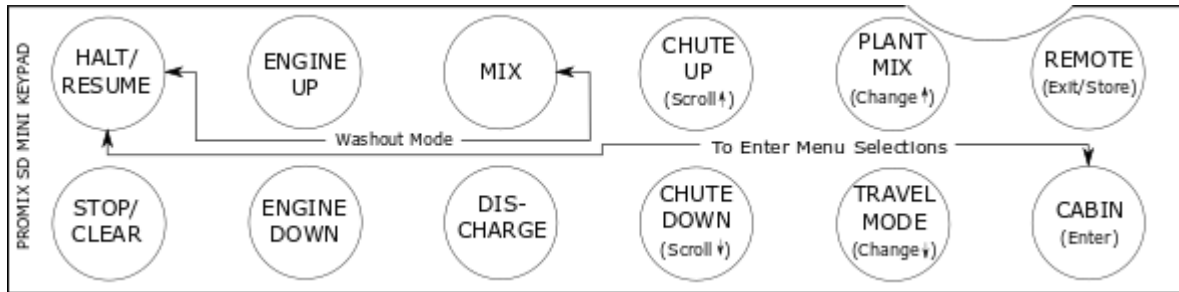 PROMIX SD MINI KEYPAD
HALT/
RESUME
ENGINE
UP
MIX
CHUTE
UP
(Scroll↑)
PLANT
MIX
(Change↑)
REMOTE
(Exit/Store)
Washout Mode
To Enter Menu Selections
STOP/
CLEAR
ENGINE
DOWN
DIS-
CHARGE
CHUTE
DOWN
(Scroll↓)
TRAVEL
MODE
(Change↓)
CABIN
(Enter)